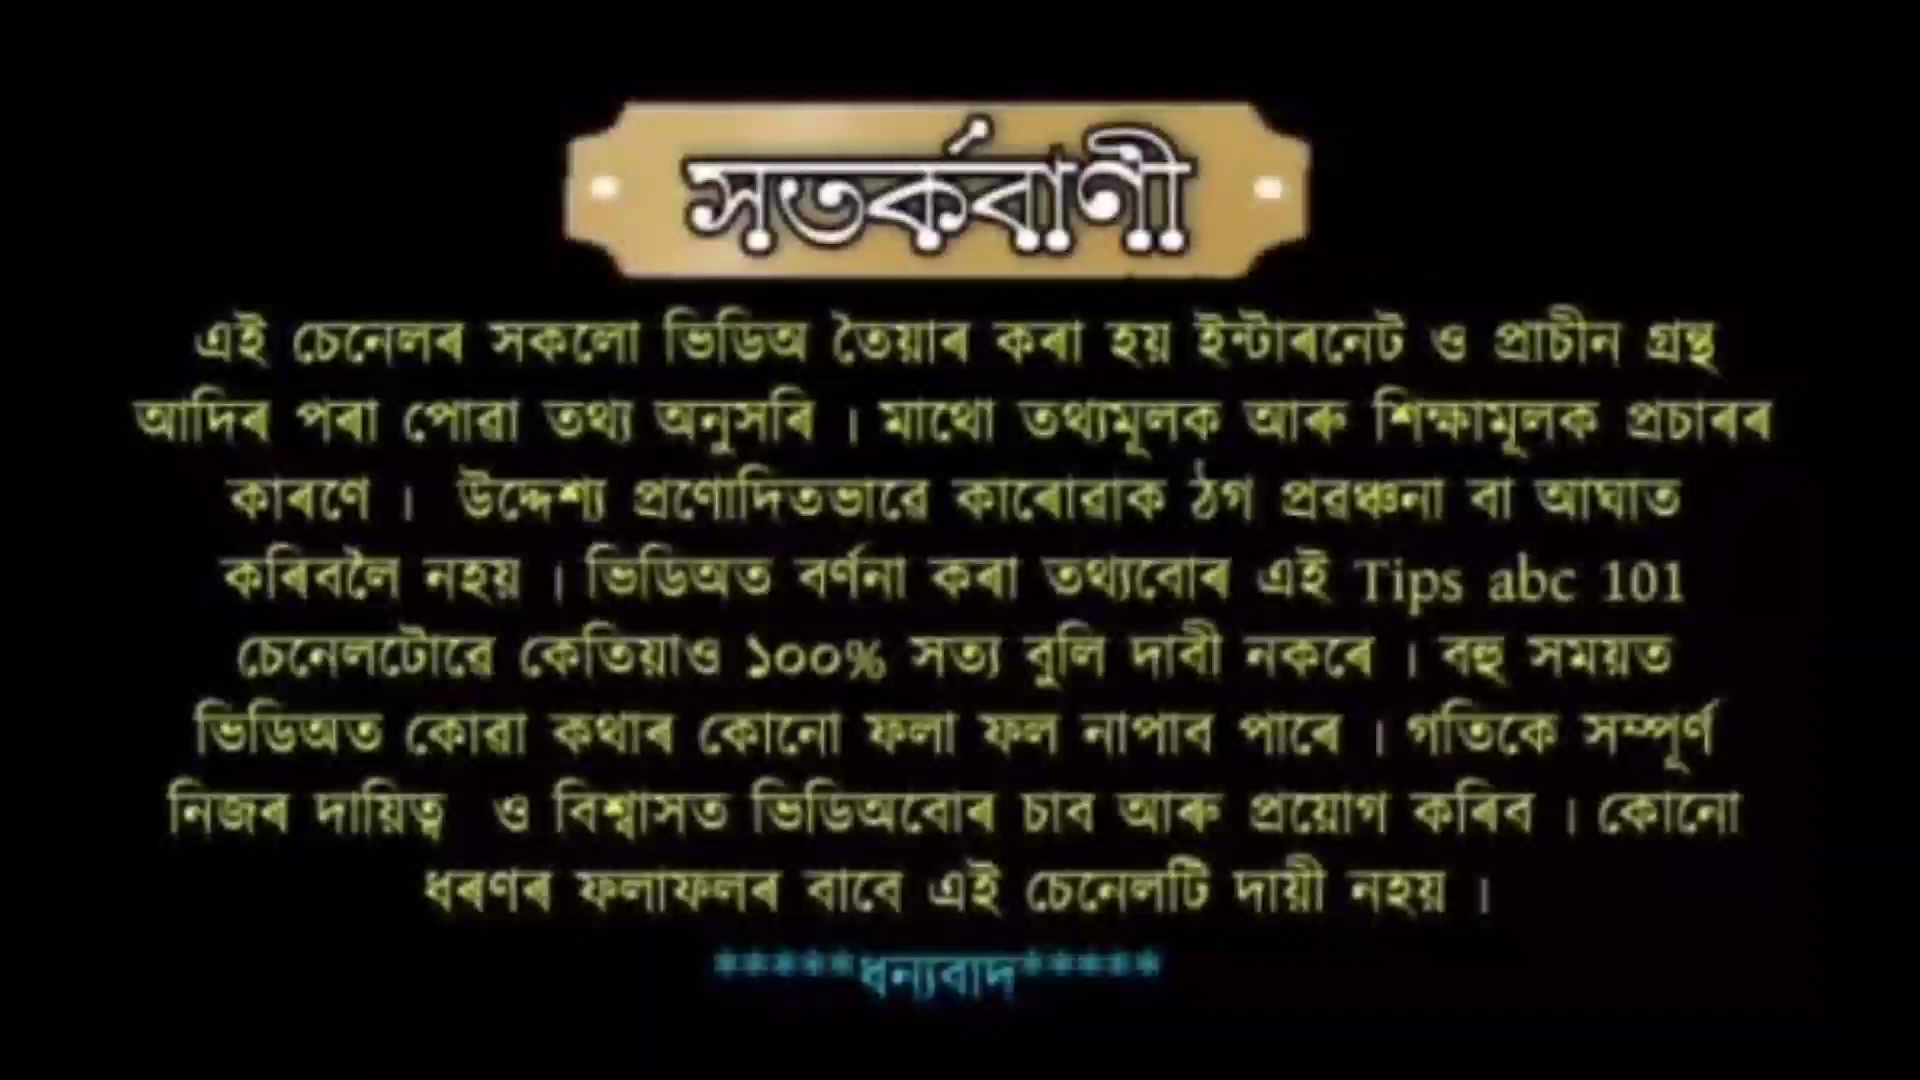 সতৰ্কবাণী
এই চেনেলৰ সকলো ভিডিঅ তৈয়াৰ কৰা হয় ইন্টাৰনেট ও প্ৰাচীন গ্ৰন্থ
আদিৰ পৰা পোৱা তথ্য অনুসৰি । মাথো তথ্যমূলক আৰু শিক্ষামূলক প্ৰচাৰৰ
কাৰণে । উদ্দেশ্য প্ৰণোদিতভাৱে কাৰোৱাক ঠগ প্ৰৱঞ্চনা বা আঘাত
কৰিবলৈ নহয় । ভিডিঅত বৰ্ণনা কৰা তথ্যবোৰ এই Tips abc 101
চেনেলটোৱে কেতিয়াও ১০০% সত্য বুলি দাবী নকৰে । বহু সময়ত
ভিডিঅত কোৱা কথাৰ কোনো ফলা ফল নাপাব পাৰে । গতিকে সম্পূৰ্ণ
নিজৰ দায়িত্ব ও বিশ্বাসত ভিডিঅবোৰ চাব আৰু প্ৰয়োগ কৰিব । কোনো
ধৰণৰ ফলাফলৰ বাবে এই চেনেলটি দায়ী নহয় ।
*****ধন্যবাদ*****